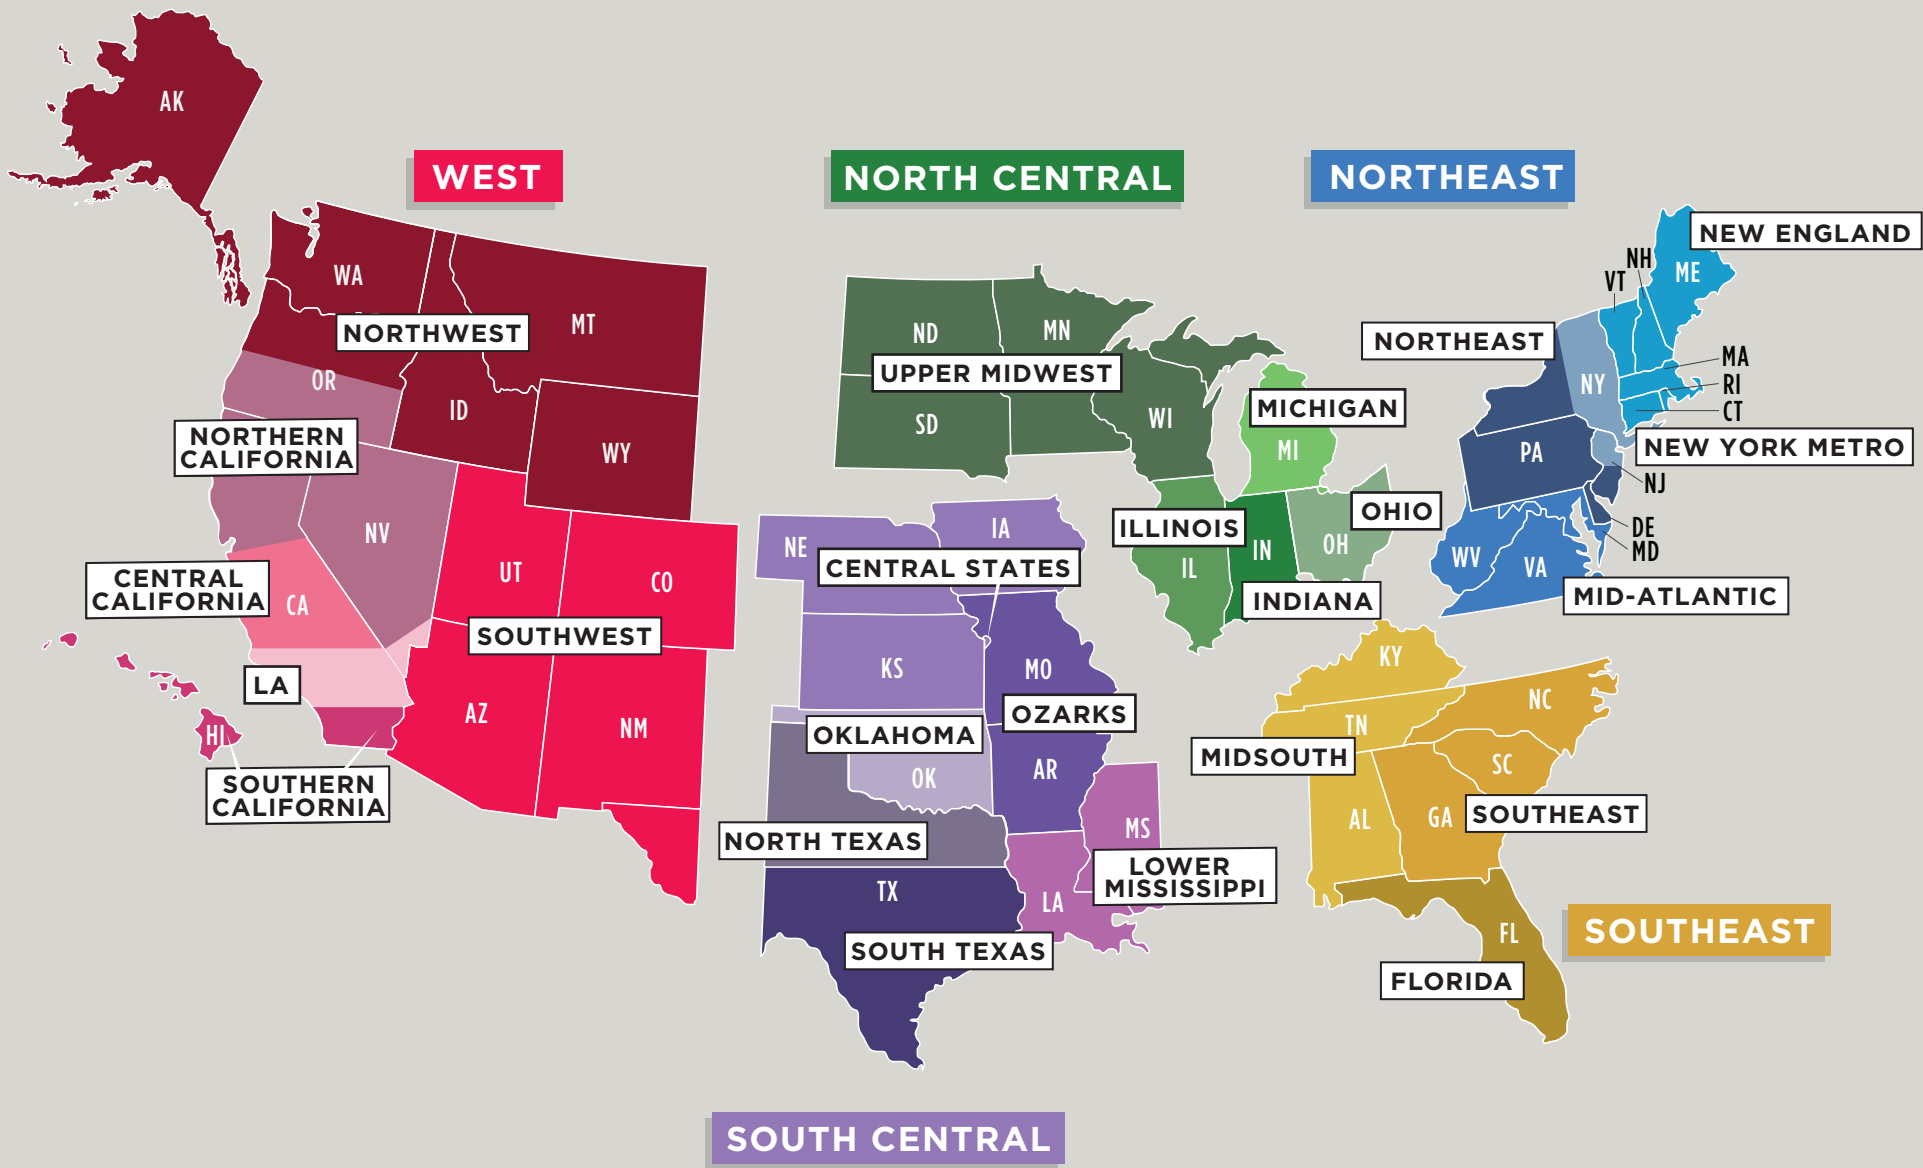 AK
WEST
NORTH CENTRAL
NORTHEAST
WA
NORTHWEST
MT
OR
ID
WY
NORTHERN
CALIFORNIA
NV
CENTRAL
CALIFORNIA
CA
UT
CO
SOUTHWEST
LA
AZ
NM
HI
SOUTHERN
CALIFORNIA
ND
MN
UPPER MIDWEST
SD
WI
MICHIGAN
MI
ILLINOIS
IL
IN
OHIO
OH
INDIANA
NEW ENGLAND
NH
VT
ME
NORTHEAST
NY
MA
RI
CT
NEW YORK METRO
PA
NJ
DE
MD
WV
VA
MID-ATLANTIC
NE
IA
CENTRAL STATES
KS
MO
OZARKS
OKLAHOMA
OK
AR
NORTH TEXAS
MS
LOWER
MISSISSIPPI
TX
LA
SOUTH TEXAS
KY
NC
TN
MIDSOUTH
SC
AL
GA
SOUTHEAST
FL
SOUTHEAST
FLORIDA
SOUTH CENTRAL